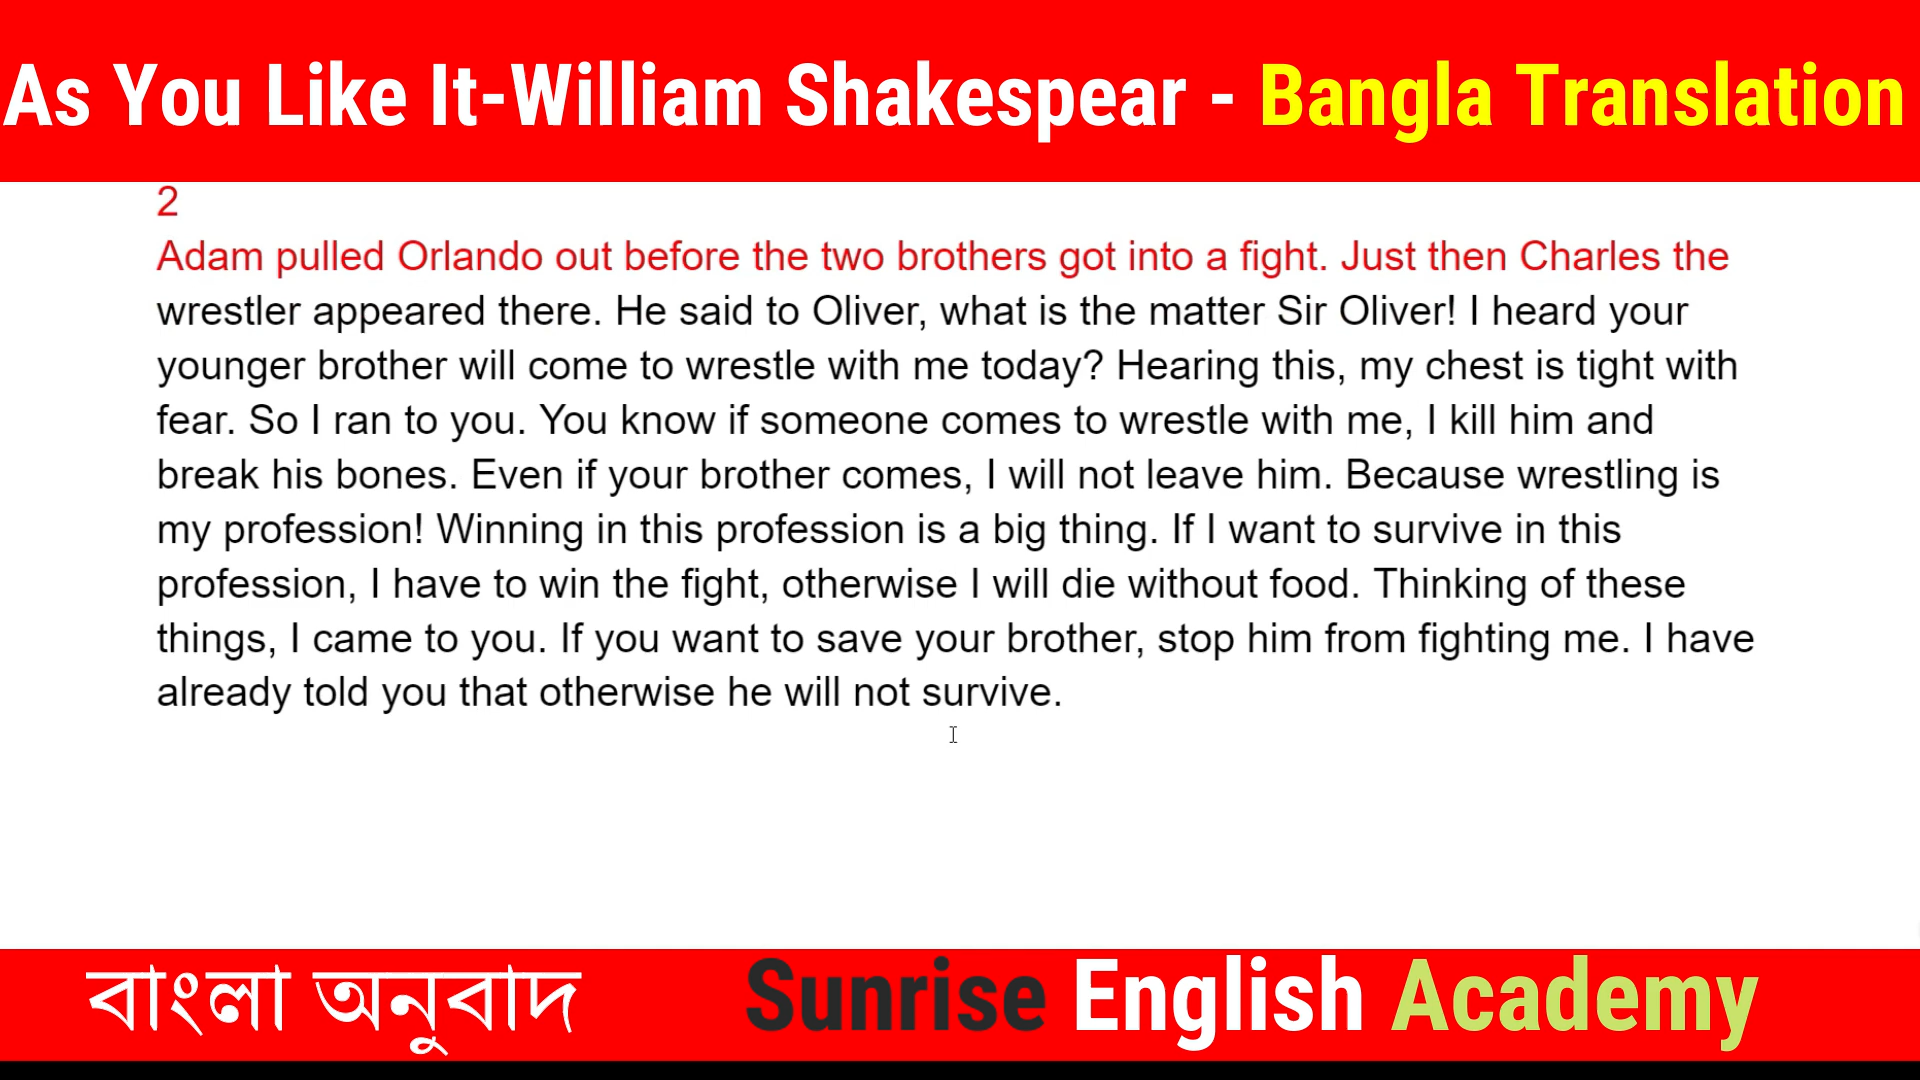 As You Like It-William Shakespear - Bangla Translation
2
Adam pulled Orlando out before the two brothers got into a fight. Just then Charles the
wrestler appeared there. He said to Oliver, what is the matter Sir Oliver! I heard your
younger brother will come to wrestle with me today? Hearing this, my chest is tight with
fear. So I ran to you. You know if someone comes to wrestle with me, I kill him and
break his bones. Even if your brother comes, I will not leave him. Because wrestling is
my profession! Winning in this profession is a big thing. If I want to survive in this
profession, I have to win the fight, otherwise I will die without food. Thinking of these
things, I came to you. If you want to save your brother, stop him from fighting me. I have
already told you that otherwise he will not survive.
বাংলা অনুবাদ Sunrise English Academy